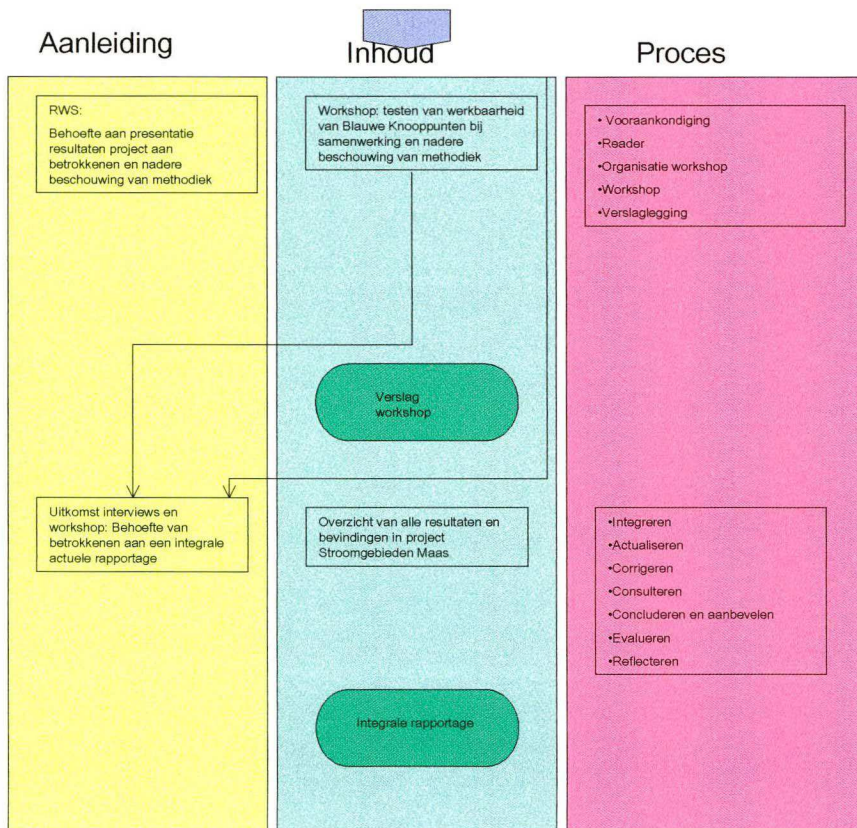 Aanleiding
Inhoud
Proces
RWS:
Behoefte aan presentatie
resultaten project aan
betrokkenen en nadere
beschouwing van methodiek
Workshop: testen van werkbaarheid
van Blauwe Knooppunten bij
samenwerking en nadere
beschouwing van methodiek
• Vooraankondiging
•Reader
•Organisatie workshop
•Workshop
•Verslaglegging
Verslag
workshop
Uitkomst interviews en
workshop: Behoefte van
betrokkenen aan een integrale
actuele rapportage
Overzicht van alle resultaten en
bevindingen in project
Stroomgebieden Maas
•Integreren
•Actualiseren
•Corrigeren
•Consulteren
•Concluderen en aanbevelen
•Evalueren
•Reflecteren
Integrale rapportage